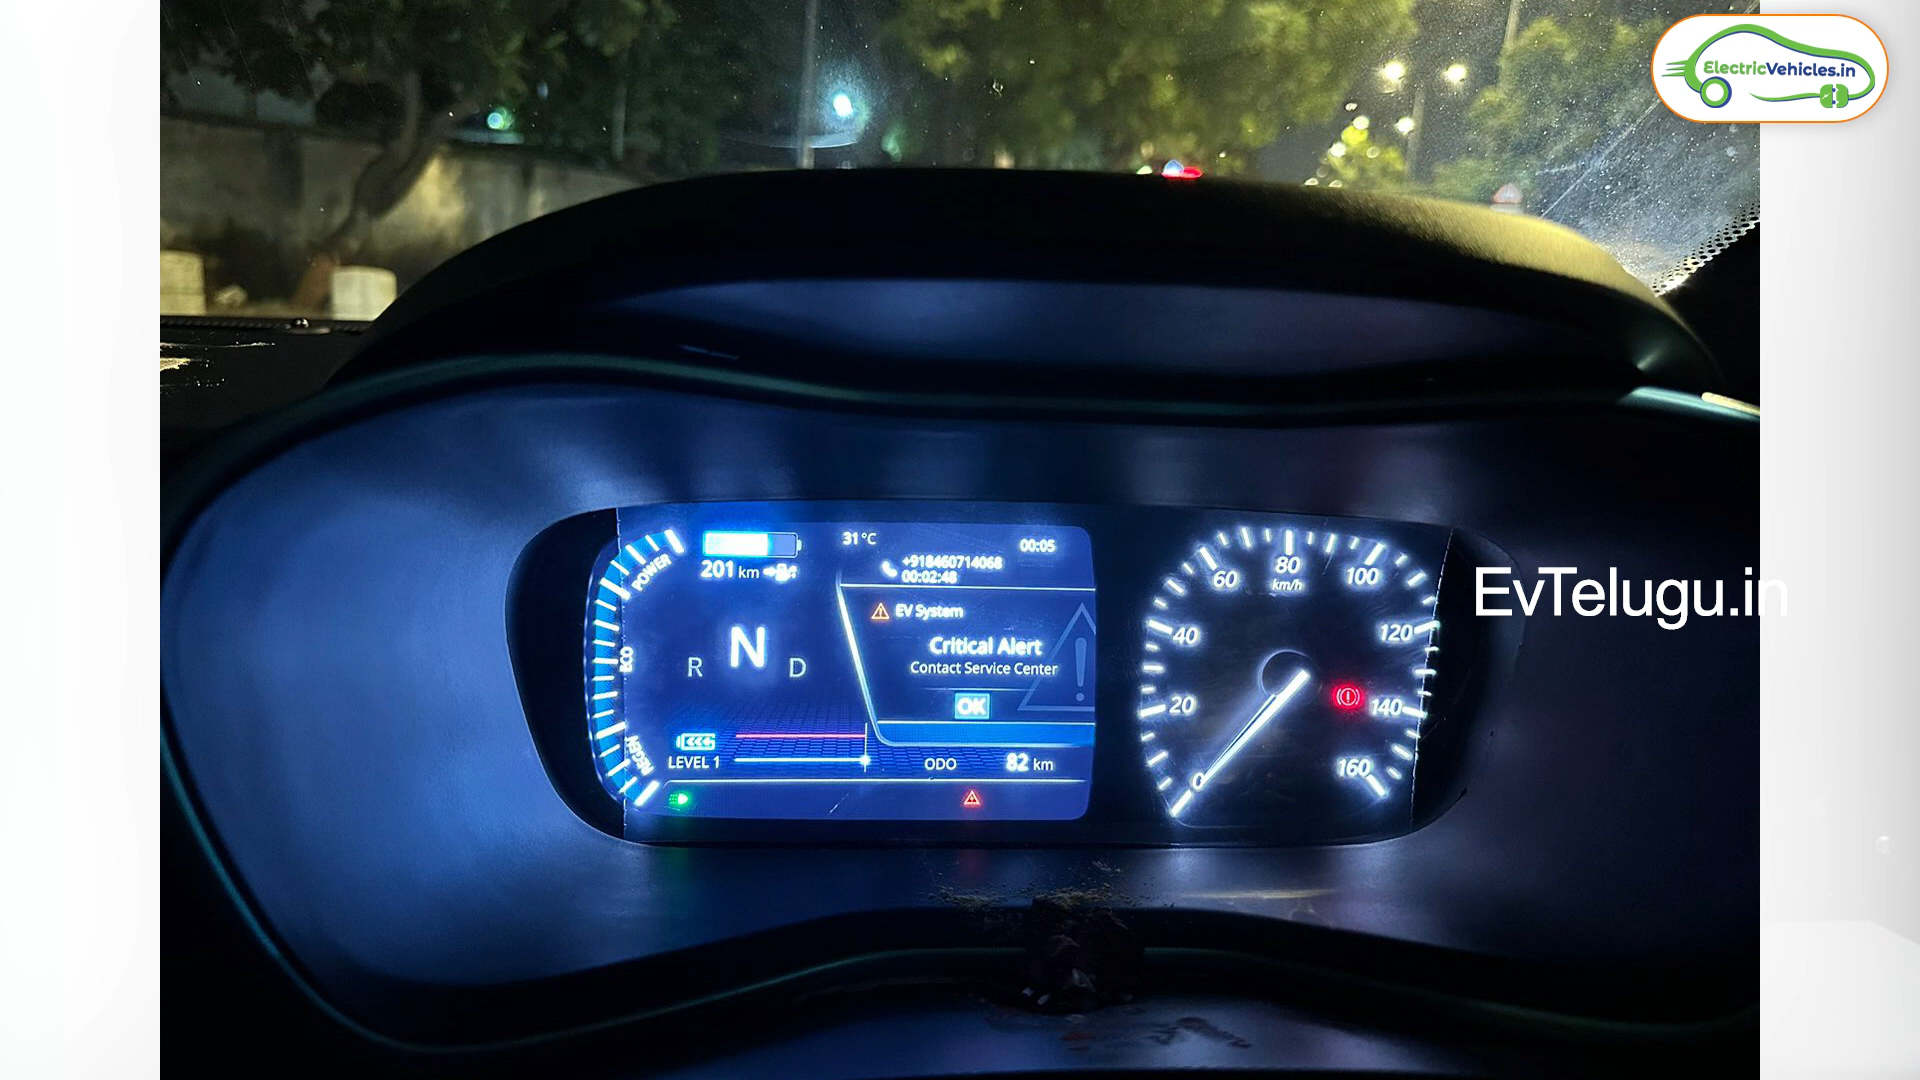 ElectricVehicles.in
POWER
201 km
31°C
00:05
+918460714068
00:02:48
EV System
Critical Alert
Contact Service Center
OK
R N D
ECO
REGEN
LEVEL 1
ODO 82 km
0
20
40
60
80
km/h
100
120
140
160
EvTelugu.in